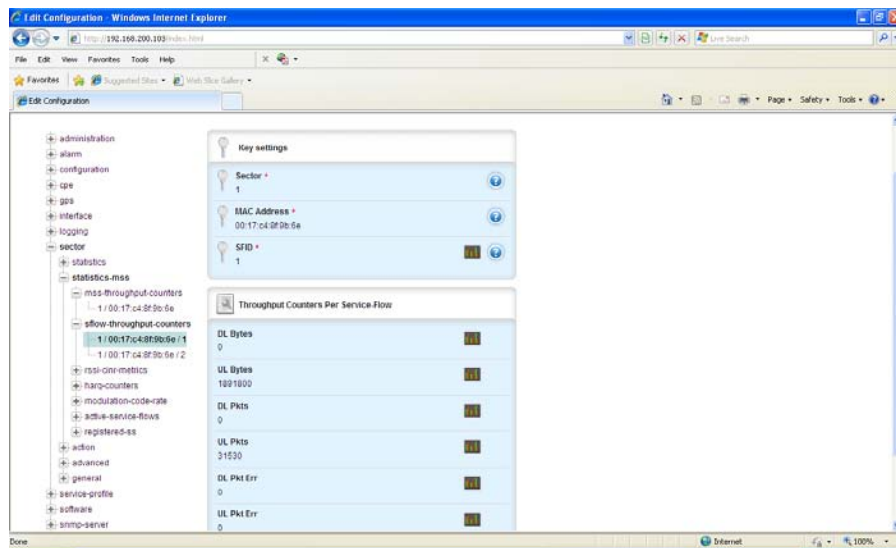 Edit Configuration - Windows Internet Explorer
http://192.168.200.103/index.html
Live Search
File Edit View Favorites Tools Help
Favorites Suggested Sites Web Slice Gallery
Edit Configuration
Page Safety Tools
administration
alarm
configuration
cpe
gps
interface
logging
sector
statistics
statistics-mss
mss-throughput-counters
1 / 00:17:c4:8f:9b:6e
sflow-throughput-counters
1 / 00:17:c4:8f:9b:6e / 1
1 / 00:17:c4:8f:9b:6e / 2
rssi-cinr-metrics
harq-counters
modulation-code-rate
active-service-flows
registered-ss
action
advanced
general
service-profile
software
snmp-server
Key settings
Sector *
1
MAC Address *
00:17:c4:8f:9b:6e
SFID *
1
Throughput Counters Per Service-Flow
DL Bytes
0
UL Bytes
1891800
DL Pkts
0
UL Pkts
31530
DL Pkt Err
0
UL Pkt Err
0
Done
Internet
100%